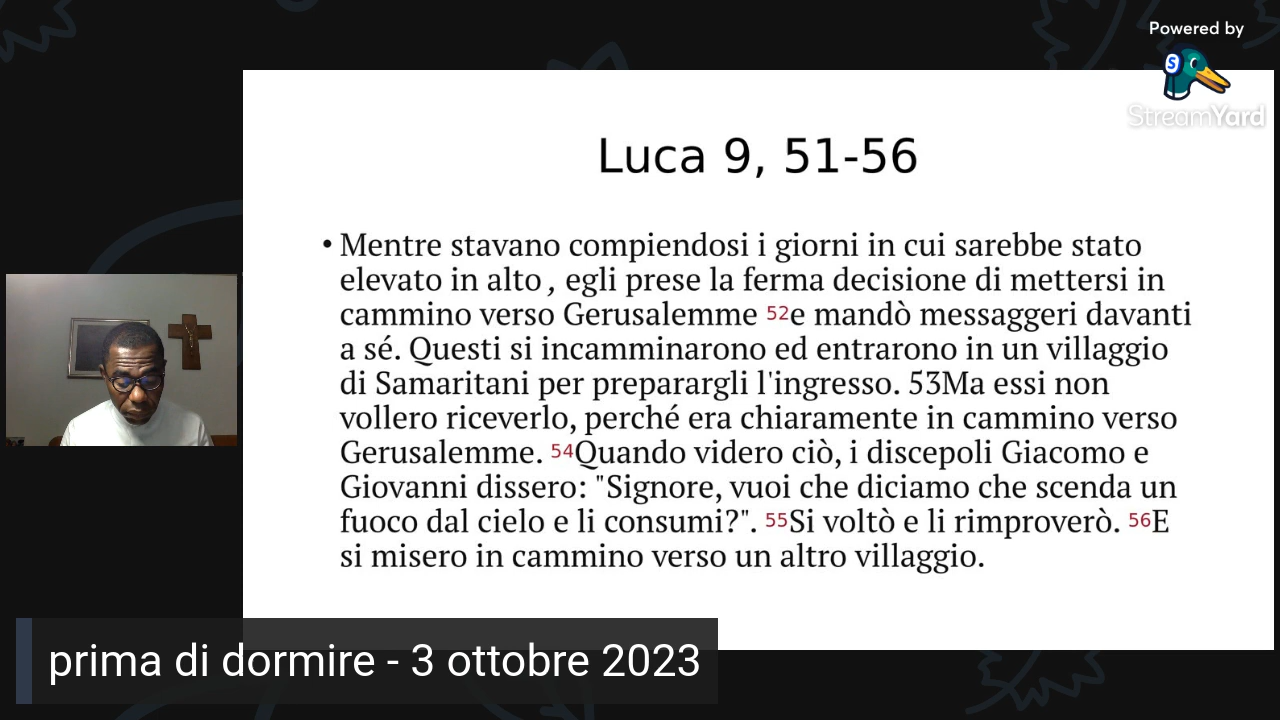 Powered by
StreamYard
Luca 9, 51-56
• Mentre stavano compiendosi i giorni in cui sarebbe stato
elevato in alto , egli prese la ferma decisione di mettersi in
cammino verso Gerusalemme 52e mandò messaggeri davanti
a sé. Questi si incamminarono ed entrarono in un villaggio
di Samaritani per preparargli l'ingresso. 53Ma essi non
vollero riceverlo, perché era chiaramente in cammino verso
Gerusalemme. 54Quando videro ciò, i discepoli Giacomo e
Giovanni dissero: "Signore, vuoi che diciamo che scenda un
fuoco dal cielo e li consumi?". 55Si voltò e li rimproverò. 56E
si misero in cammino verso un altro villaggio.
prima di dormire - 3 ottobre 2023